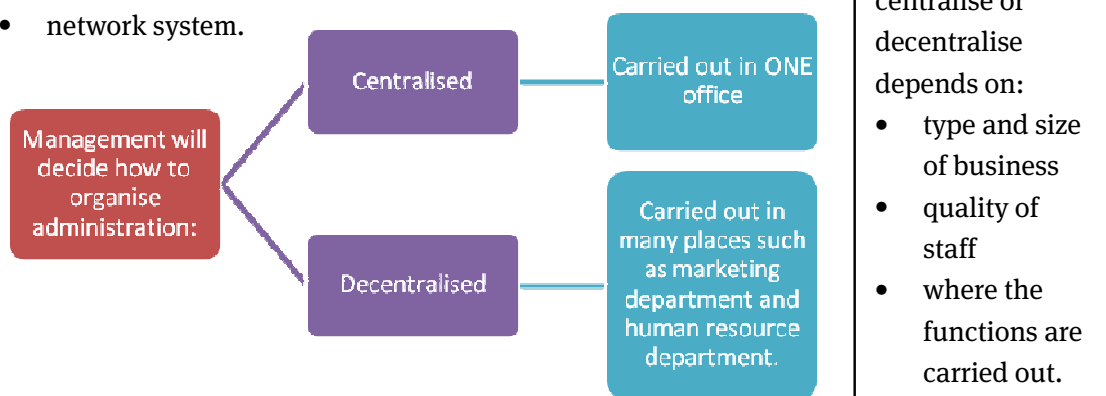 • network system.
Management will
decide how to
organise
administration:
Centralised
Carried out in ONE
office
Decentralised
Carried out in
many places such
as marketing
department and
human resource
department.
decentralise
depends on:
• type and size
of business
• quality of
staff
• where the
functions are
carried out.